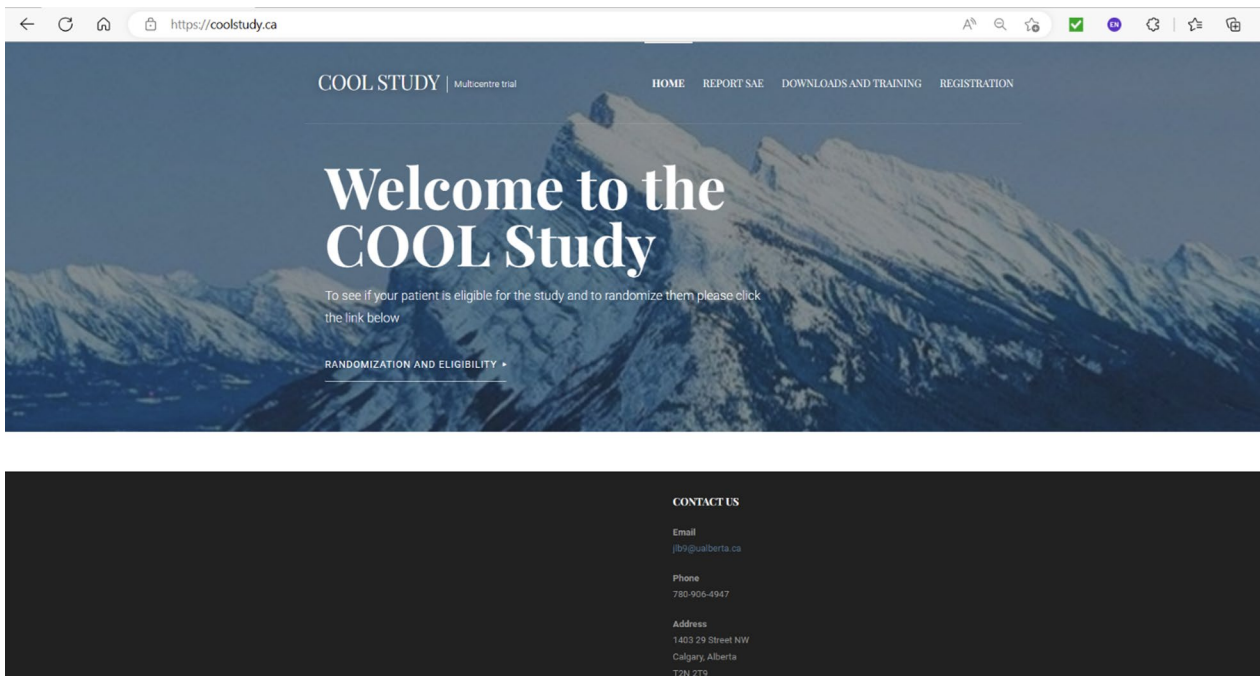 https://coolstudy.ca
EN
COOL STUDY | Multicentre trial
HOME REPORT SAE DOWNLOADS AND TRAINING REGISTRATION
Welcome to the
COOL Study
To see if your patient is eligible for the study and to randomize them please click
the link below
RANDOMIZATION AND ELIGIBILITY
CONTACT US
Email
jlb9@ualberta.ca
Phone
780-906-4947
Address
1403 29 Street NW
Calgary, Alberta
T2N 2T9